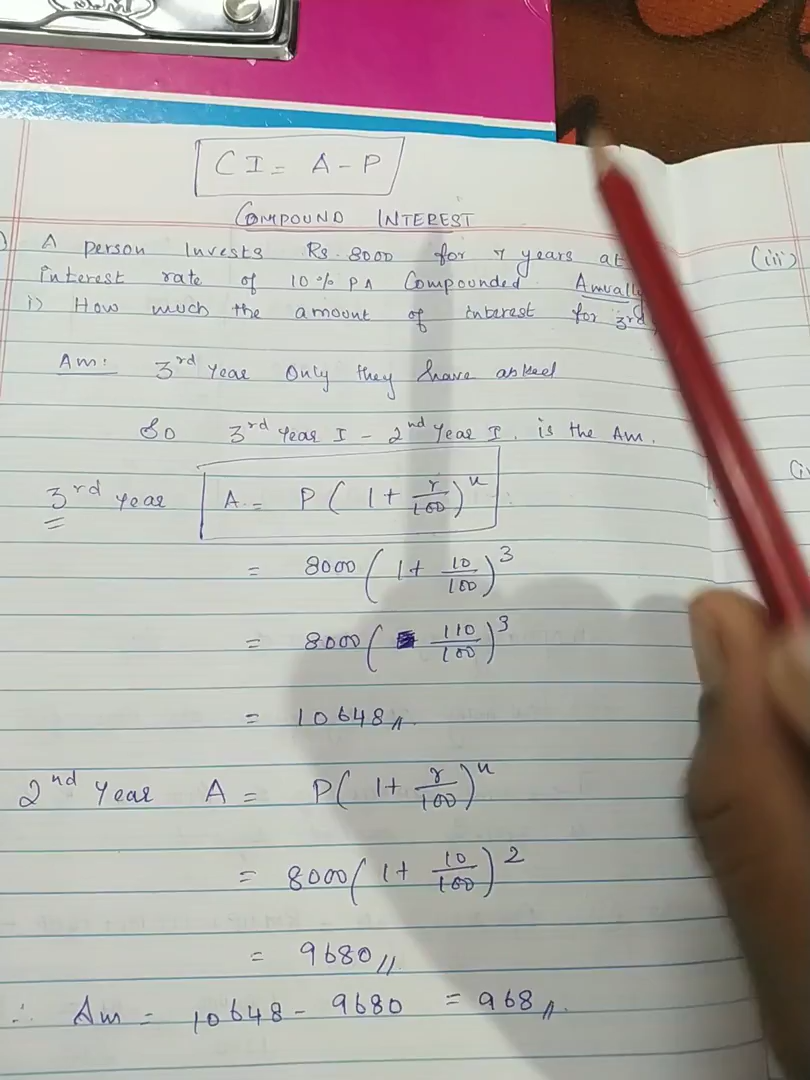 CI = A - P
COMPOUND INTEREST
A person Invests Rs. 8000 for 7 years at (iii)
interest rate of 10% PA Compounded Annually
i) How much the amount of interest for 3rd
Ans: 3rd Year Only they have asked
So 3rd Year I - 2nd Year I. is the Ans.
3rd year A = P ( 1 + r/100 )^n
= 8000 ( 1 + 10/100 )^3
= 8000 ( 110/100 )^3
= 10648 //.
2nd Year A = P ( 1 + r/100 )^n
= 8000 ( 1 + 10/100 )^2
= 9680 //
∴ Ans = 10648 - 9680 = 968 //.